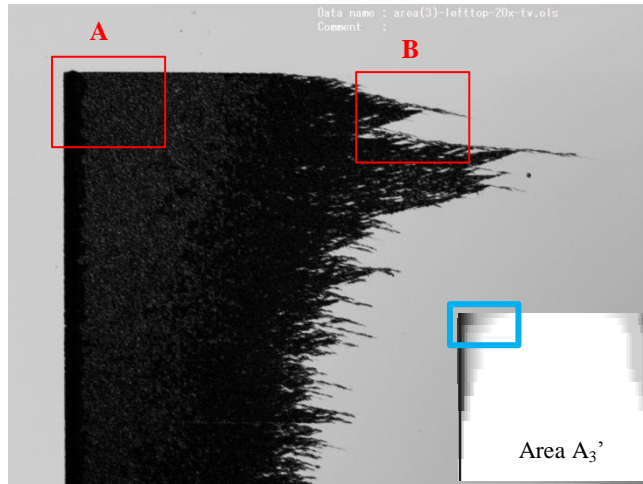 Data name : area(3)-lefttop-20x-tv.ols
Comment :
A
B
Area A₃’